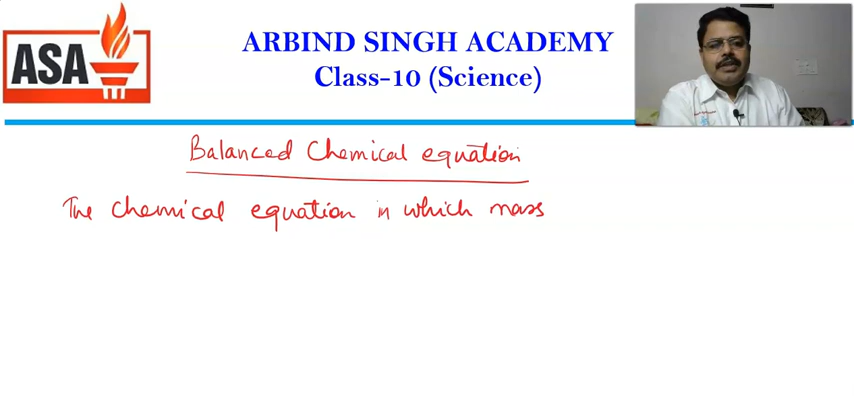 ASA
ARBIND SINGH ACADEMY
Class-10 (Science)
Balanced Chemical equation
The chemical equation in which mass